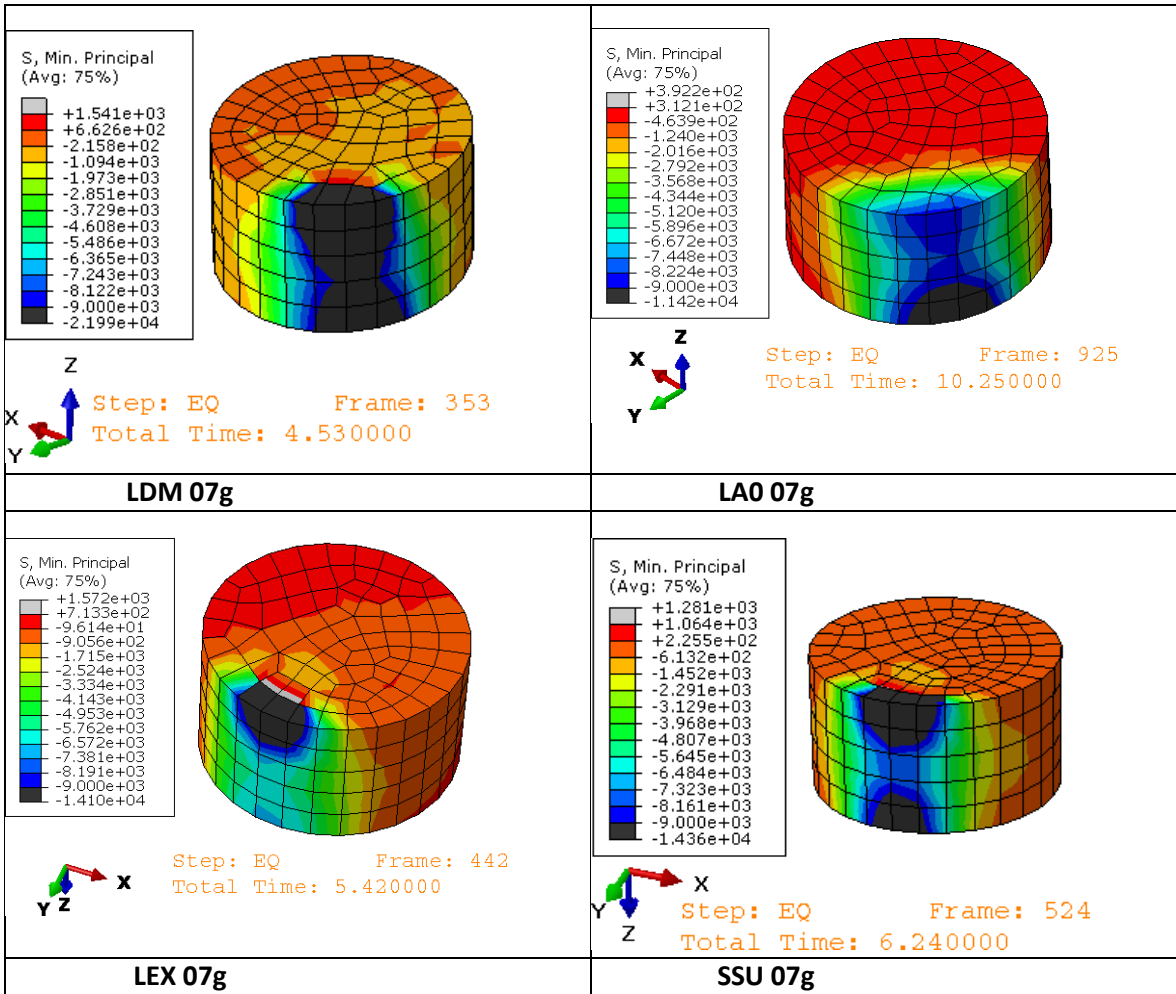 S, Min. Principal
(Avg: 75%)
+1.541e+03
+6.626e+02
-2.158e+02
-1.094e+03
-1.973e+03
-2.851e+03
-3.729e+03
-4.608e+03
-5.486e+03
-6.365e+03
-7.243e+03
-8.122e+03
-9.000e+03
-2.199e+04
Z
X
Y
Step: EQ Frame: 353
Total Time: 4.530000
LDM 07g
S, Min. Principal
(Avg: 75%)
+3.922e+02
+3.121e+02
-4.639e+02
-1.240e+03
-2.016e+03
-2.792e+03
-3.568e+03
-4.344e+03
-5.120e+03
-5.896e+03
-6.672e+03
-7.448e+03
-8.224e+03
-9.000e+03
-1.142e+04
Z
X
Y
Step: EQ Frame: 925
Total Time: 10.250000
LA0 07g
S, Min. Principal
(Avg: 75%)
+1.572e+03
+7.133e+02
-9.614e+01
-9.056e+02
-1.715e+03
-2.524e+03
-3.334e+03
-4.143e+03
-4.953e+03
-5.762e+03
-6.572e+03
-7.381e+03
-8.191e+03
-9.000e+03
-1.410e+04
X
Y Z
Step: EQ Frame: 442
Total Time: 5.420000
LEX 07g
S, Min. Principal
(Avg: 75%)
+1.281e+03
+1.064e+03
+2.255e+02
-6.132e+02
-1.452e+03
-2.291e+03
-3.129e+03
-3.968e+03
-4.807e+03
-5.645e+03
-6.484e+03
-7.323e+03
-8.161e+03
-9.000e+03
-1.436e+04
X
Y
Z
Step: EQ Frame: 524
Total Time: 6.240000
SSU 07g